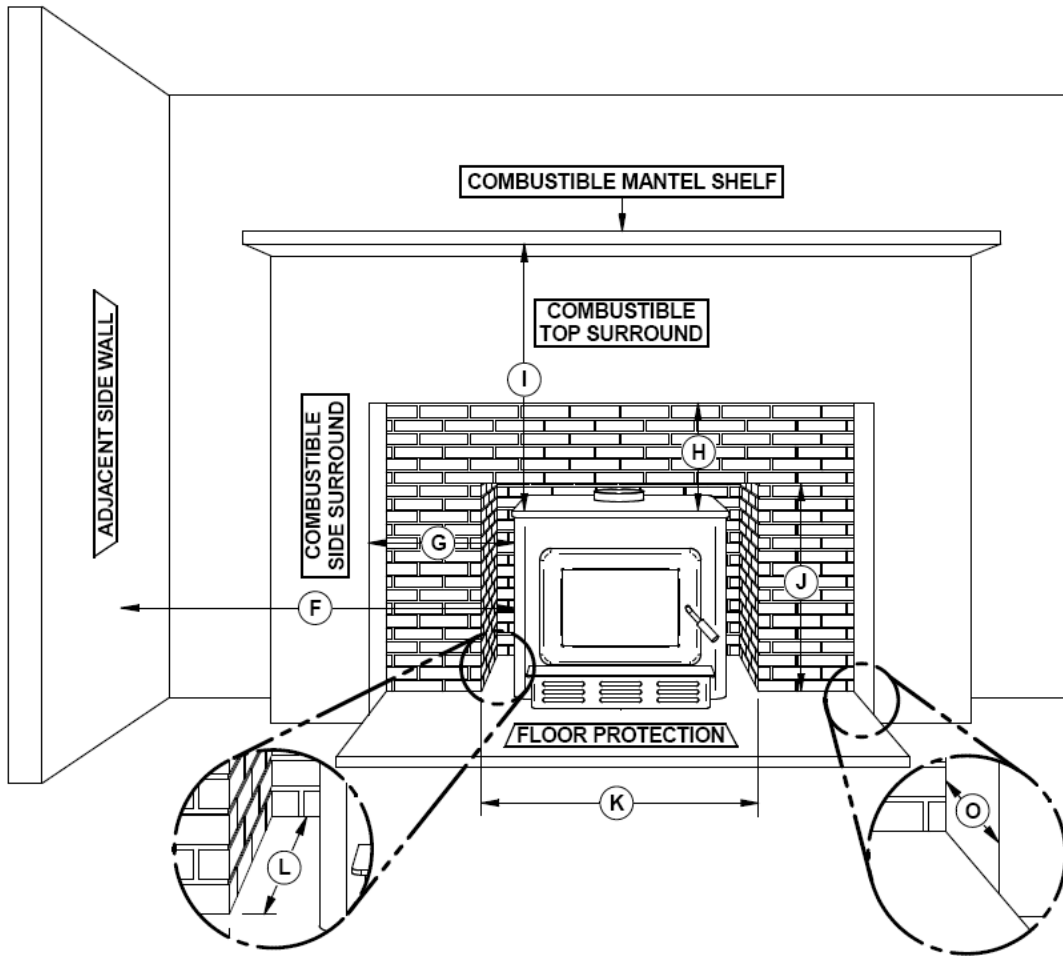 COMBUSTIBLE MANTEL SHELF
COMBUSTIBLE
TOP SURROUND
I
ADJACENT SIDE WALL
COMBUSTIBLE
SIDE SURROUND
H
G
J
F
FLOOR PROTECTION
K
L
O